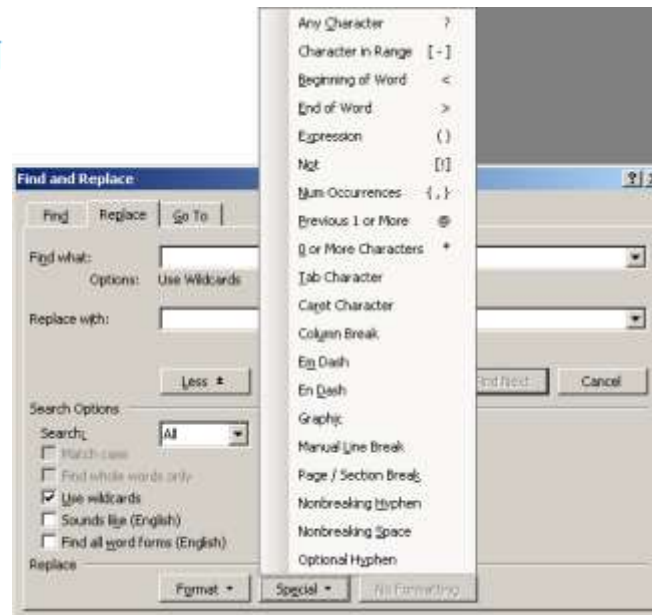 Any Character ?
Character in Range [-]
Beginning of Word <
End of Word >
Expression ()
Not [!]
Num Occurrences {,}
Previous 1 or More @
0 or More Characters *
Tab Character
Caret Character
Column Break
Em Dash
En Dash
Graphic
Manual Line Break
Page / Section Break
Nonbreaking Hyphen
Nonbreaking Space
Optional Hyphen
Find and Replace
Find Replace Go To
Find what:
Options: Use Wildcards
Replace with:
Less Find Next Cancel
Search Options
Search: All
Match case
Find whole words only
Use wildcards
Sounds like (English)
Find all word forms (English)
Replace
Format Special No Formatting